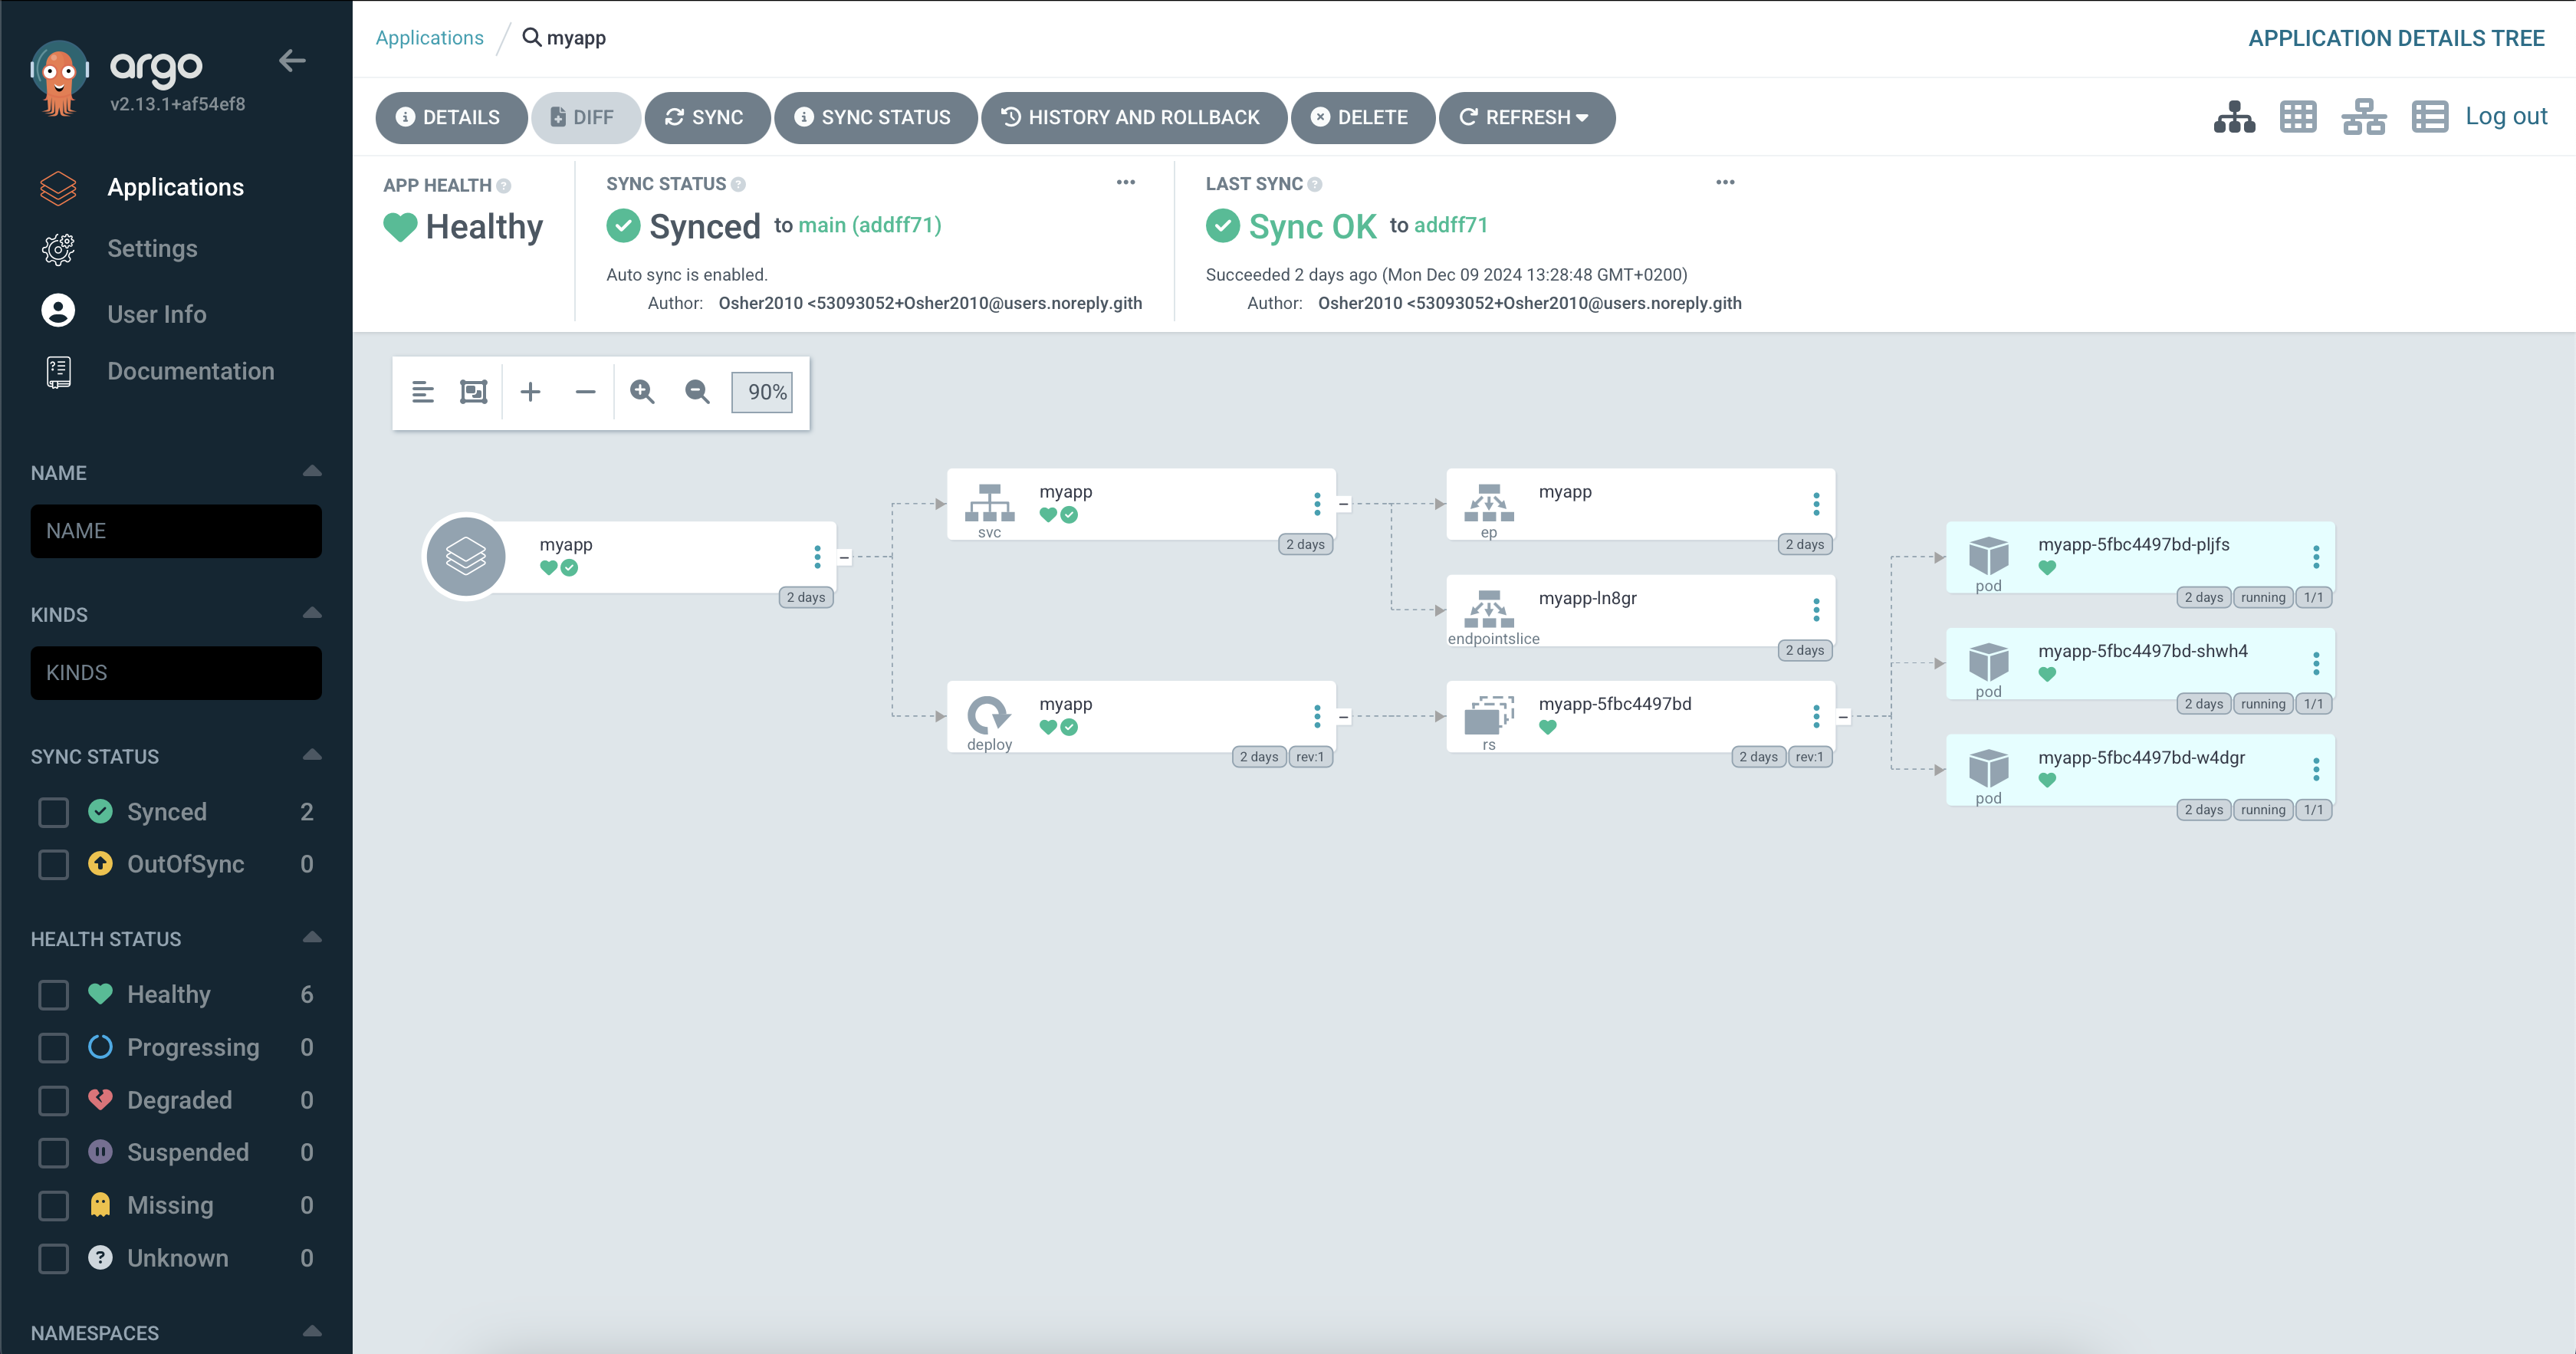 argo
v2.13.1+af54ef8
Applications
Settings
User Info
Documentation
NAME
NAME
KINDS
KINDS
SYNC STATUS
Synced 2
OutOfSync 0
HEALTH STATUS
Healthy 6
Progressing 0
Degraded 0
Suspended 0
Missing 0
Unknown 0
NAMESPACES
Applications / myapp
APPLICATION DETAILS TREE
DETAILS DIFF SYNC SYNC STATUS HISTORY AND ROLLBACK DELETE REFRESH
Log out
APP HEALTH
Healthy
SYNC STATUS
Synced to main (addff71)
Auto sync is enabled.
Author: Osher2010 <53093052+Osher2010@users.noreply.gith
LAST SYNC
Sync OK to addff71
Succeeded 2 days ago (Mon Dec 09 2024 13:28:48 GMT+0200)
Author: Osher2010 <53093052+Osher2010@users.noreply.gith
90%
myapp
2 days
myapp
svc
2 days
myapp
deploy
2 days rev:1
myapp
ep
2 days
myapp-ln8gr
endpointslice
2 days
myapp-5fbc4497bd
rs
2 days rev:1
myapp-5fbc4497bd-pljfs
pod
2 days running 1/1
myapp-5fbc4497bd-shwh4
pod
2 days running 1/1
myapp-5fbc4497bd-w4dgr
pod
2 days running 1/1